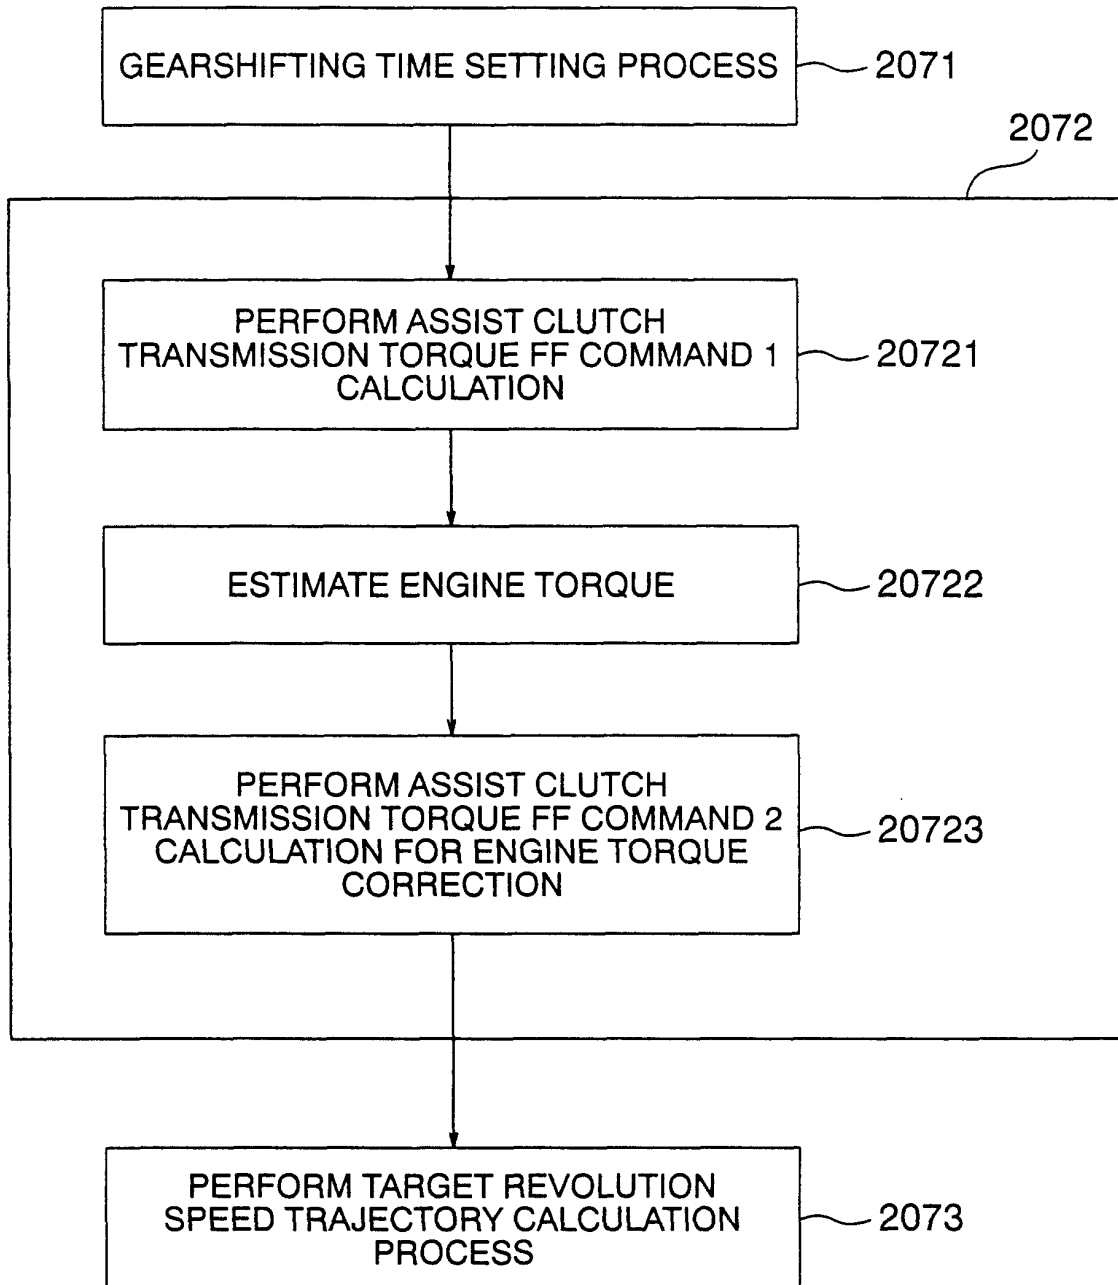 GEARSHIFTING TIME SETTING PROCESS
2071
2072
PERFORM ASSIST CLUTCH
TRANSMISSION TORQUE FF COMMAND 1
CALCULATION
20721
ESTIMATE ENGINE TORQUE
20722
PERFORM ASSIST CLUTCH
TRANSMISSION TORQUE FF COMMAND 2
CALCULATION FOR ENGINE TORQUE
CORRECTION
20723
PERFORM TARGET REVOLUTION
SPEED TRAJECTORY CALCULATION
PROCESS
2073